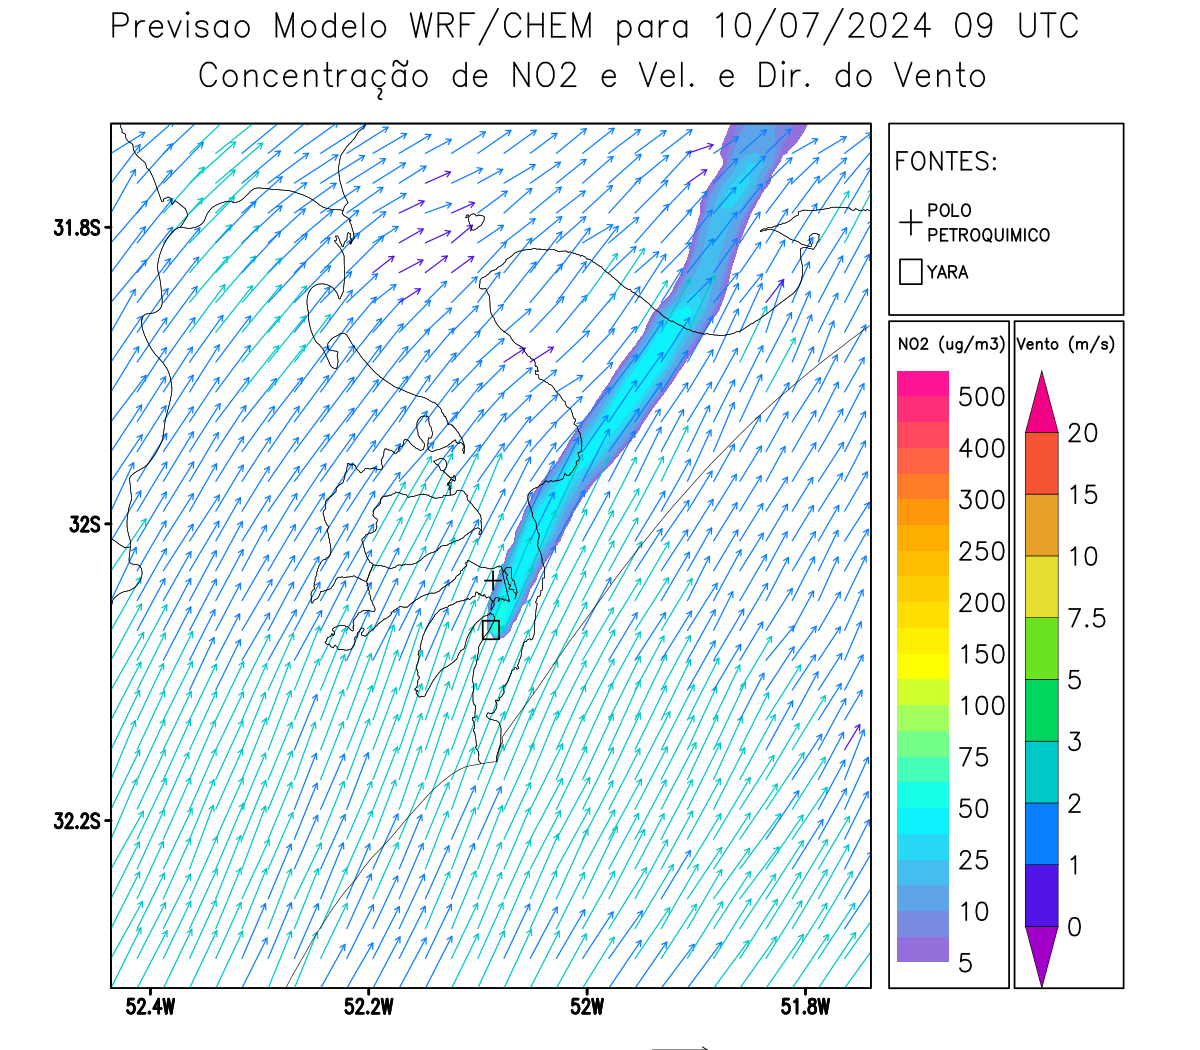 Previsao Modelo WRF/CHEM para 10/07/2024 09 UTC
Concentração de NO2 e Vel. e Dir. do Vento
FONTES:
POLO
PETROQUIMICO
YARA
31.8S
32S
32.2S
52.4W
52.2W
52W
51.8W
NO2 (ug/m3)
500
400
300
250
200
150
100
75
50
25
10
5
Vento (m/s)
20
15
10
7.5
5
3
2
1
0